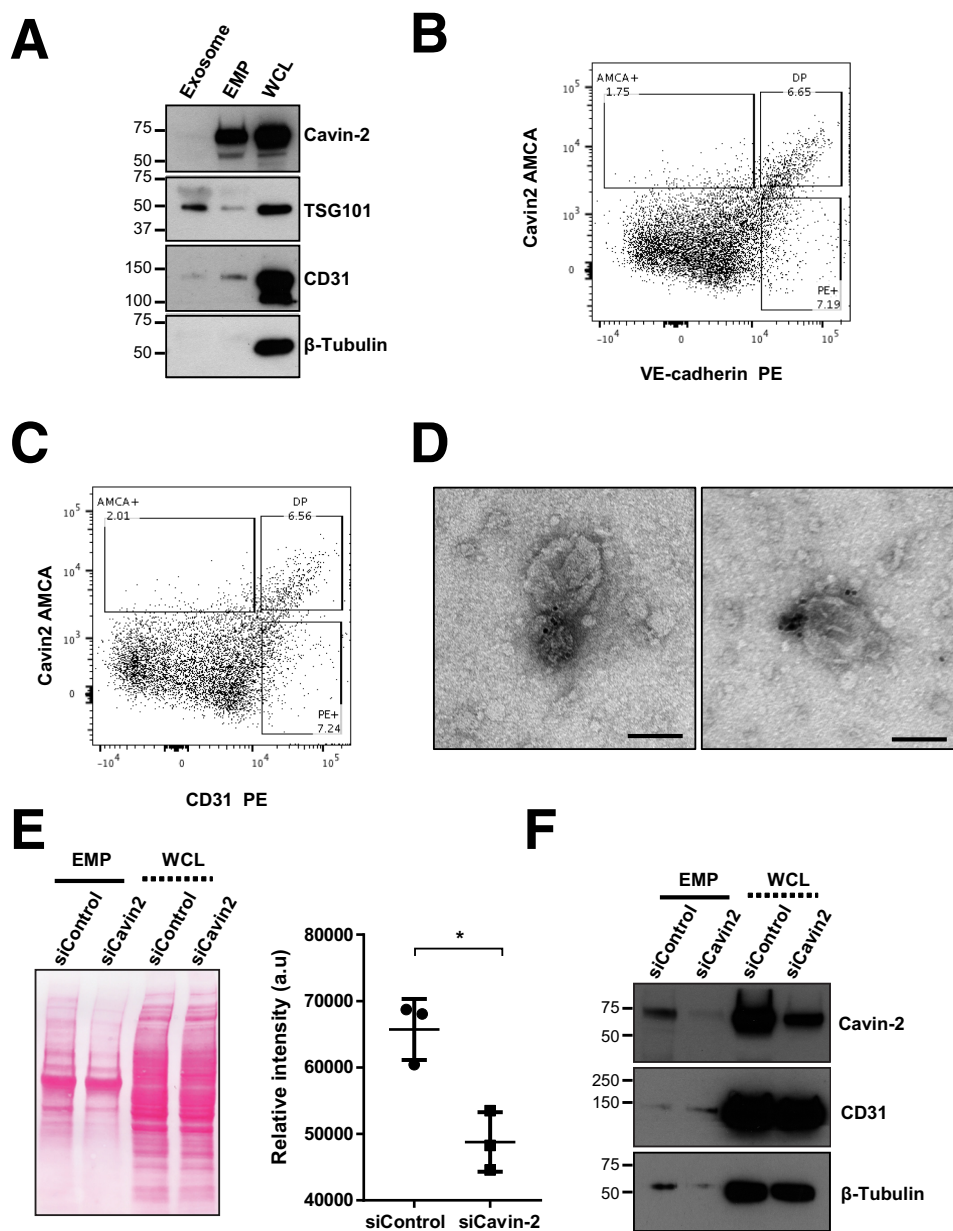 A
Exosome
EMP
WCL
75
50
Cavin-2
75
50
37
TSG101
150
100
CD31
75
50
β-Tubulin
B
AMCA+
1.75
DP
6.65
PE+
7.19
10^5
10^4
10^3
0
-10^4
0
10^4
10^5
Cavin2 AMCA
VE-cadherin PE
C
AMCA+
2.01
DP
6.56
PE+
7.24
10^5
10^4
10^3
0
-10^4
0
10^4
10^5
Cavin2 AMCA
CD31 PE
D
E
EMP
WCL
siControl
siCavin2
siControl
siCavin2
80000
70000
60000
50000
40000
Relative intensity (a.u)
*
siControl
siCavin-2
F
EMP
WCL
siControl
siCavin2
siControl
siCavin2
75
50
Cavin-2
250
150
CD31
75
50
β-Tubulin